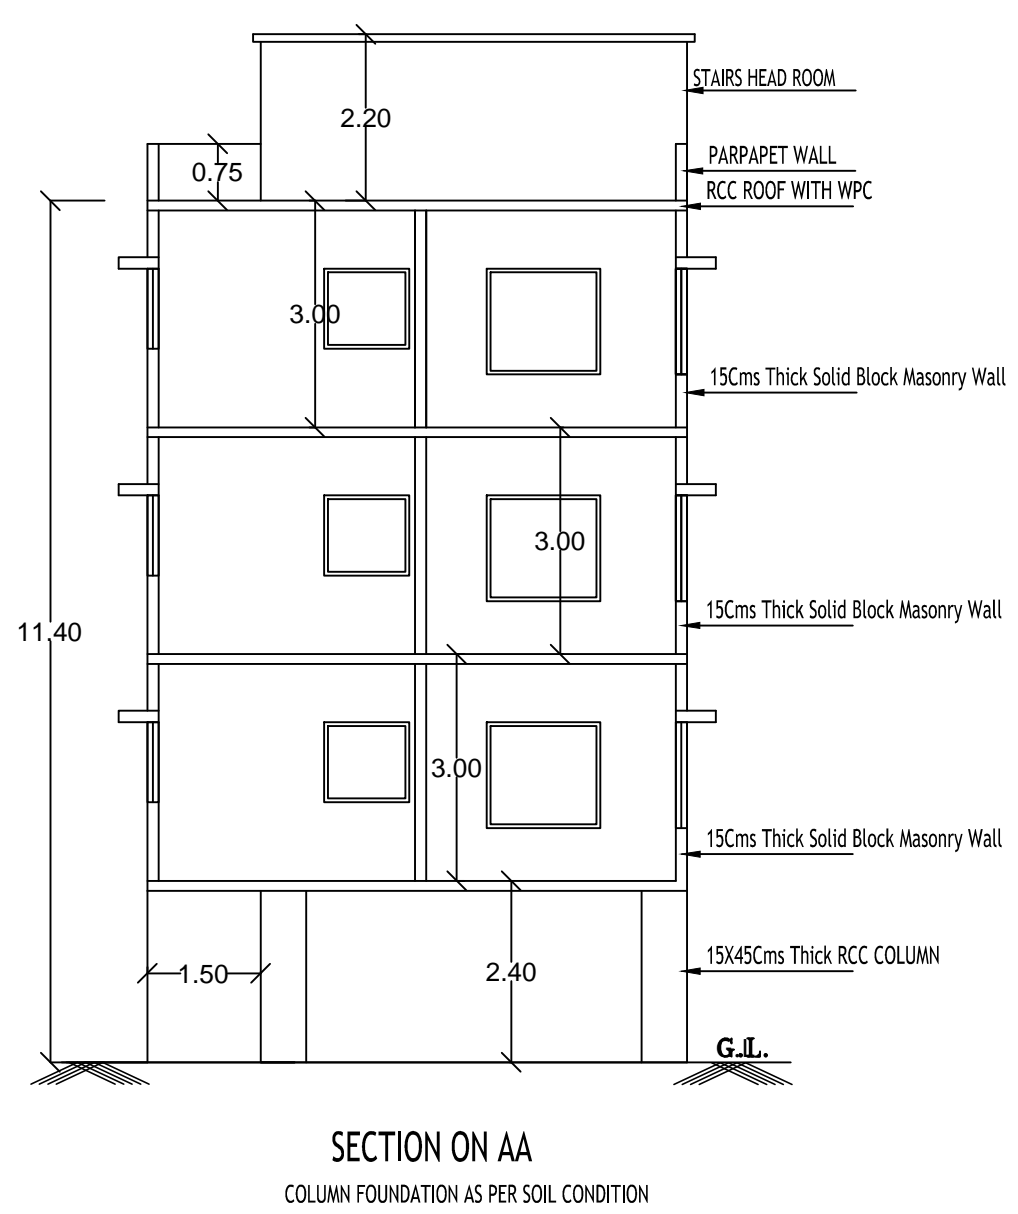 STAIRS HEAD ROOM
2.20
PARPAPET WALL
0.75
RCC ROOF WITH WPC
3.00
15Cms Thick Solid Block Masonry Wall
3.00
15Cms Thick Solid Block Masonry Wall
11.40
3.00
15Cms Thick Solid Block Masonry Wall
15X45Cms Thick RCC COLUMN
1.50
2.40
G.L.
SECTION ON AA
COLUMN FOUNDATION AS PER SOIL CONDITION